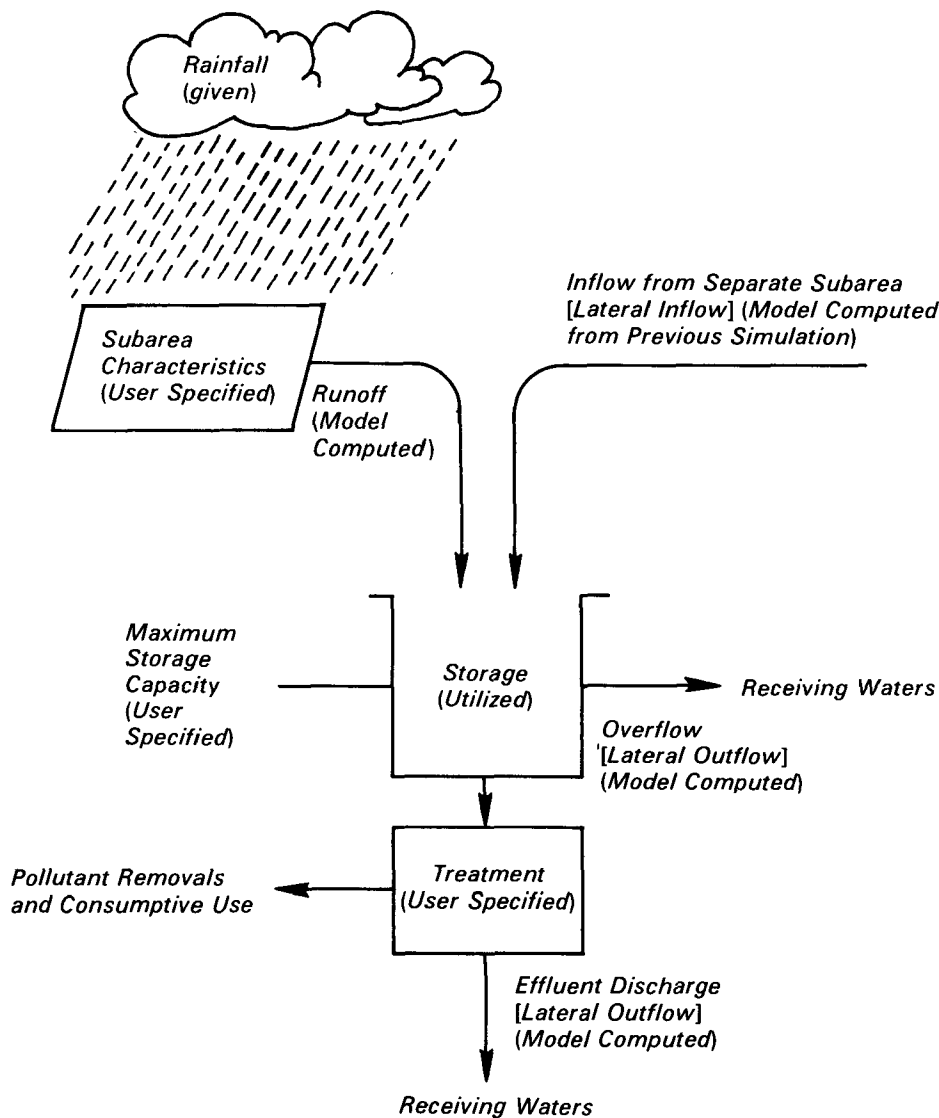 Rainfall
(given)
Inflow from Separate Subarea
[Lateral Inflow] (Model Computed
from Previous Simulation)
Subarea
Characteristics
(User Specified)
Runoff
(Model
Computed)
Maximum
Storage
Capacity
(User
Specified)
Storage
(Utilized)
Receiving Waters
Overflow
[Lateral Outflow]
(Model Computed)
Treatment
(User Specified)
Pollutant Removals
and Consumptive Use
Effluent Discharge
[Lateral Outflow]
(Model Computed)
Receiving Waters